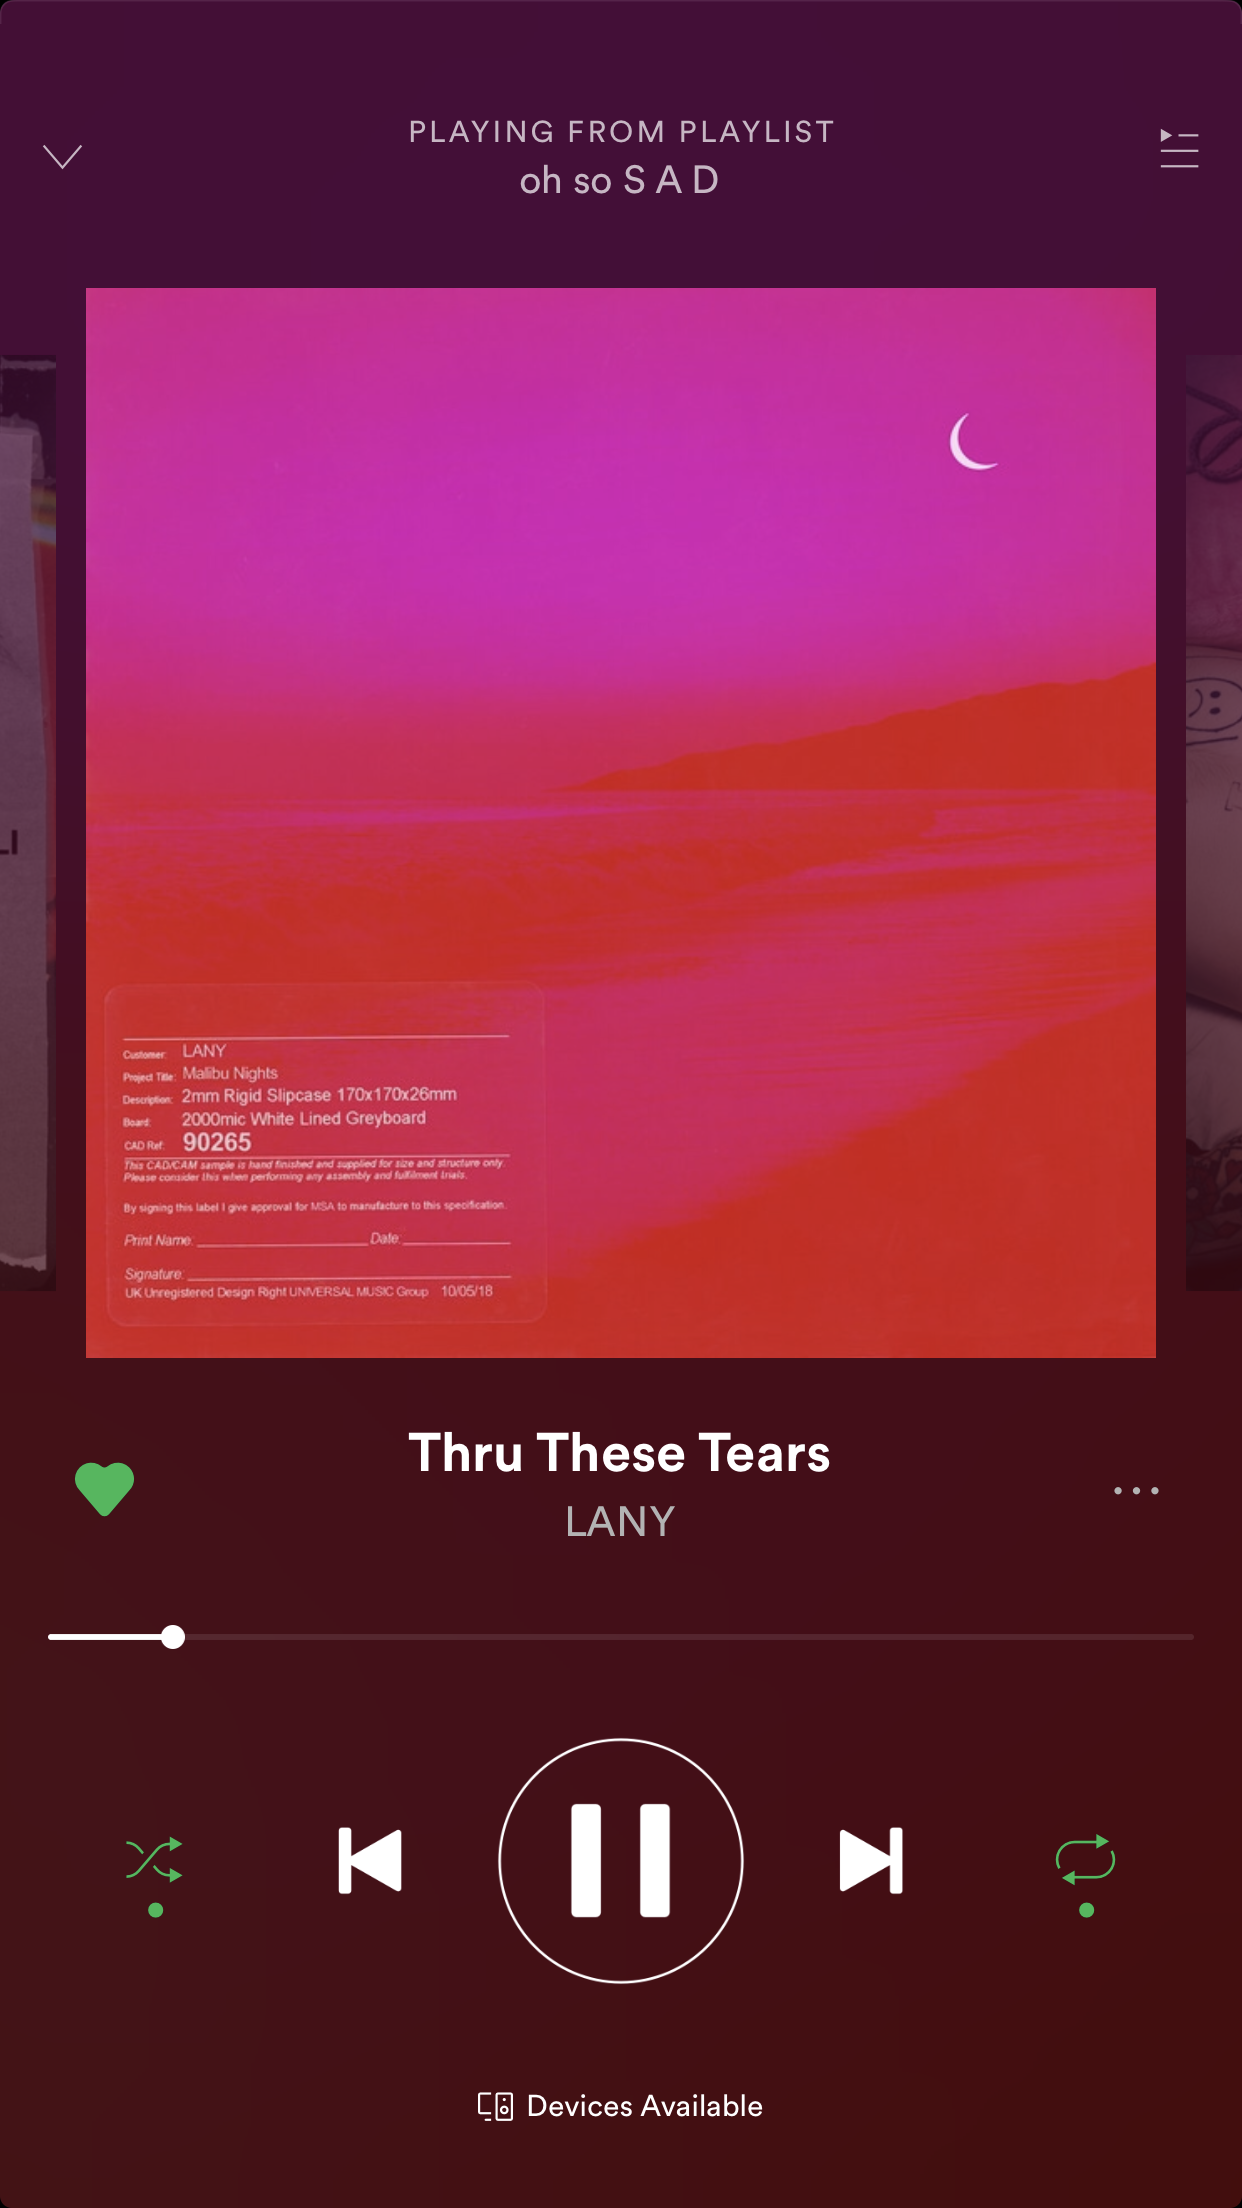 PLAYING FROM PLAYLIST
oh so S A D
LI
Customer: LANY
Project Title: Malibu Nights
Description: 2mm Rigid Slipcase 170x170x26mm
Board: 2000mic White Lined Greyboard
CAD Ref: 90265
This CAD/CAM sample is hand finished and supplied for size and structure only.
Please consider this when performing any assembly and fulfilment trials.
By signing this label I give approval for MSA to manufacture to this specification.
Print Name: Date:
Signature:
UK Unregistered Design Right UNIVERSAL MUSIC Group 10/05/18
Thru These Tears
LANY
Devices Available